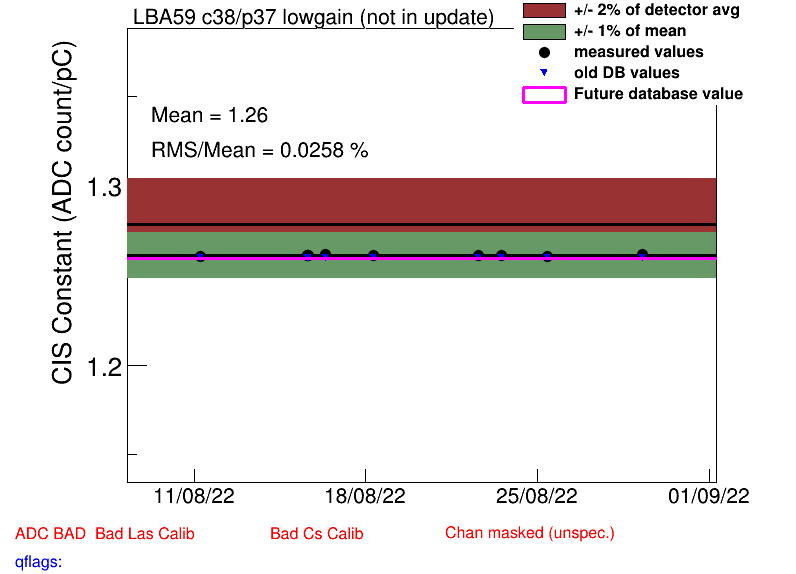 LBA59 c38/p37 lowgain (not in update)
+/- 2% of detector avg
+/- 1% of mean
measured values
old DB values
Future database value
Mean = 1.26
RMS/Mean = 0.0258 %
CIS Constant (ADC count/pC)
1.3
1.2
11/08/22 18/08/22 25/08/22 01/09/22
ADC BAD Bad Las Calib Bad Cs Calib Chan masked (unspec.)
qflags: